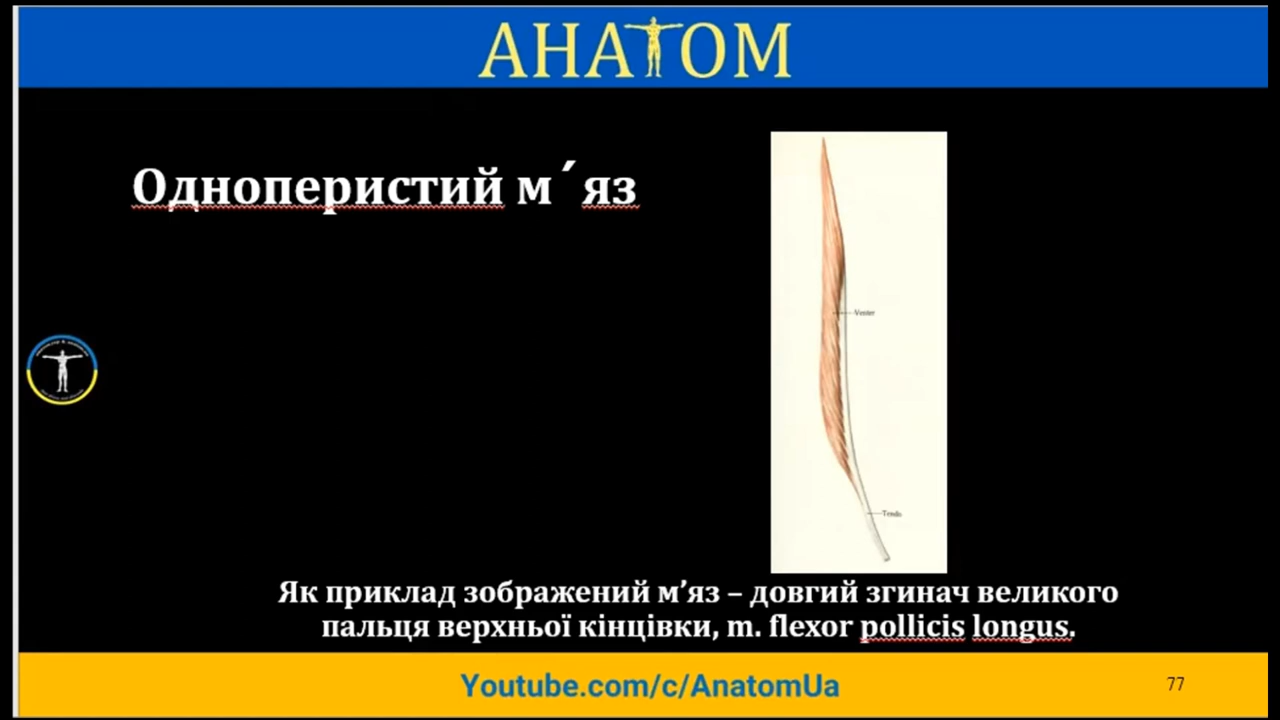 АНАТОМ
Одноперистий м´яз
Venter
Tendo
Як приклад зображений м’яз – довгий згинач великого
пальця верхньої кінцівки, m. flexor pollicis longus.
Youtube.com/c/AnatomUa
77